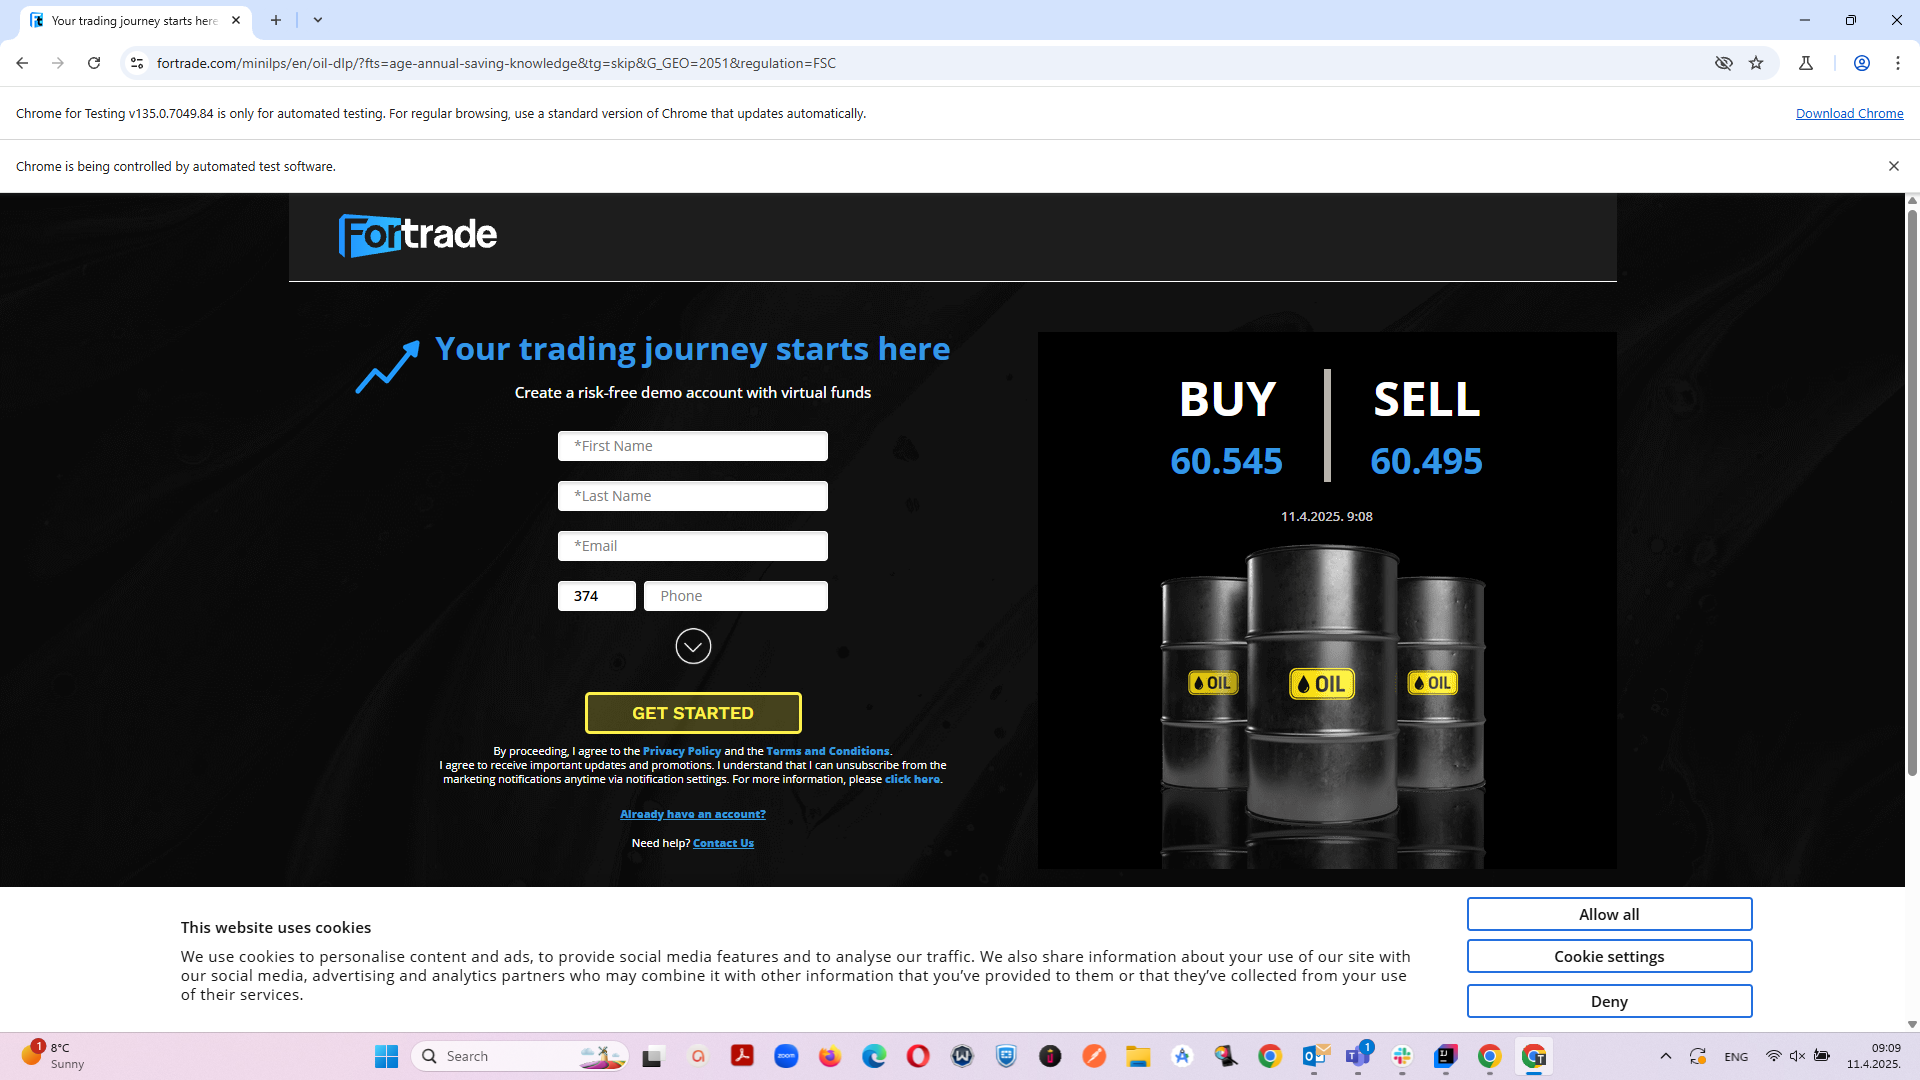 Your trading journey starts here
fortrade.com/minilps/en/oil-dlp/?fts=age-annual-saving-knowledge&tg=skip&G_GEO=2051&regulation=FSC
Chrome for Testing v135.0.7049.84 is only for automated testing. For regular browsing, use a standard version of Chrome that updates automatically.
Download Chrome
Chrome is being controlled by automated test software.
Fortrade
Your trading journey starts here
Create a risk-free demo account with virtual funds
*First Name
*Last Name
*Email
374 Phone
GET STARTED
By proceeding, I agree to the Privacy Policy and the Terms and Conditions.
I agree to receive important updates and promotions. I understand that I can unsubscribe from the
marketing notifications anytime via notification settings. For more information, please click here.
Already have an account?
Need help? Contact Us
BUY SELL
60.545 60.495
11.4.2025. 9:08
OIL OIL OIL
This website uses cookies
We use cookies to personalise content and ads, to provide social media features and to analyse our traffic. We also share information about your use of our site with
our social media, advertising and analytics partners who may combine it with other information that you've provided to them or that they've collected from your use
of their services.
Allow all
Cookie settings
Deny
1
8°C
Sunny
Search
zoom
1
ENG
09:09
11.4.2025.